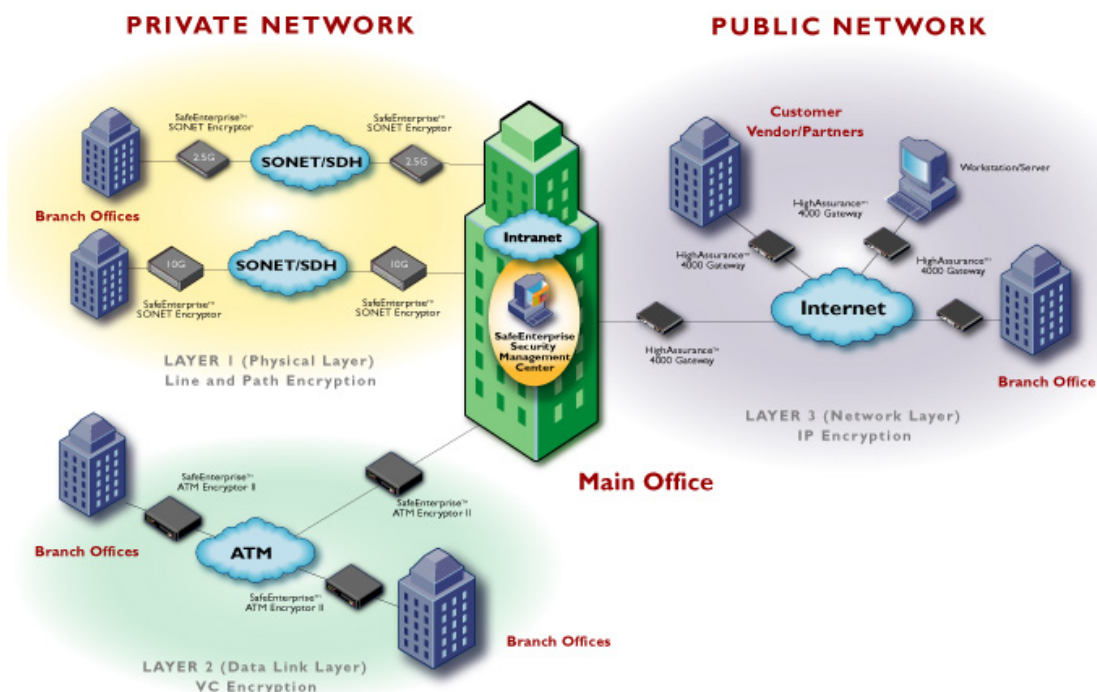 PRIVATE NETWORK
PUBLIC NETWORK
SafeEnterprise™
SONET Encryptor
SafeEnterprise™
SONET Encryptor
2.5G
SONET/SDH
2.5G
Branch Offices
10G
SONET/SDH
10G
SafeEnterprise™
SONET Encryptor
SafeEnterprise™
SONET Encryptor
LAYER 1 (Physical Layer)
Line and Path Encryption
Intranet
SafeEnterprise
Security
Management
Center
Main Office
Customer
Vendor/Partners
Workstation/Server
HighAssurance™
4000 Gateway
HighAssurance™
4000 Gateway
HighAssurance™
4000 Gateway
Internet
HighAssurance™
4000 Gateway
Branch Office
LAYER 3 (Network Layer)
IP Encryption
SafeEnterprise™
ATM Encryptor II
SafeEnterprise™
ATM Encryptor II
Branch Offices
ATM
SafeEnterprise™
ATM Encryptor II
Branch Offices
LAYER 2 (Data Link Layer)
VC Encryption